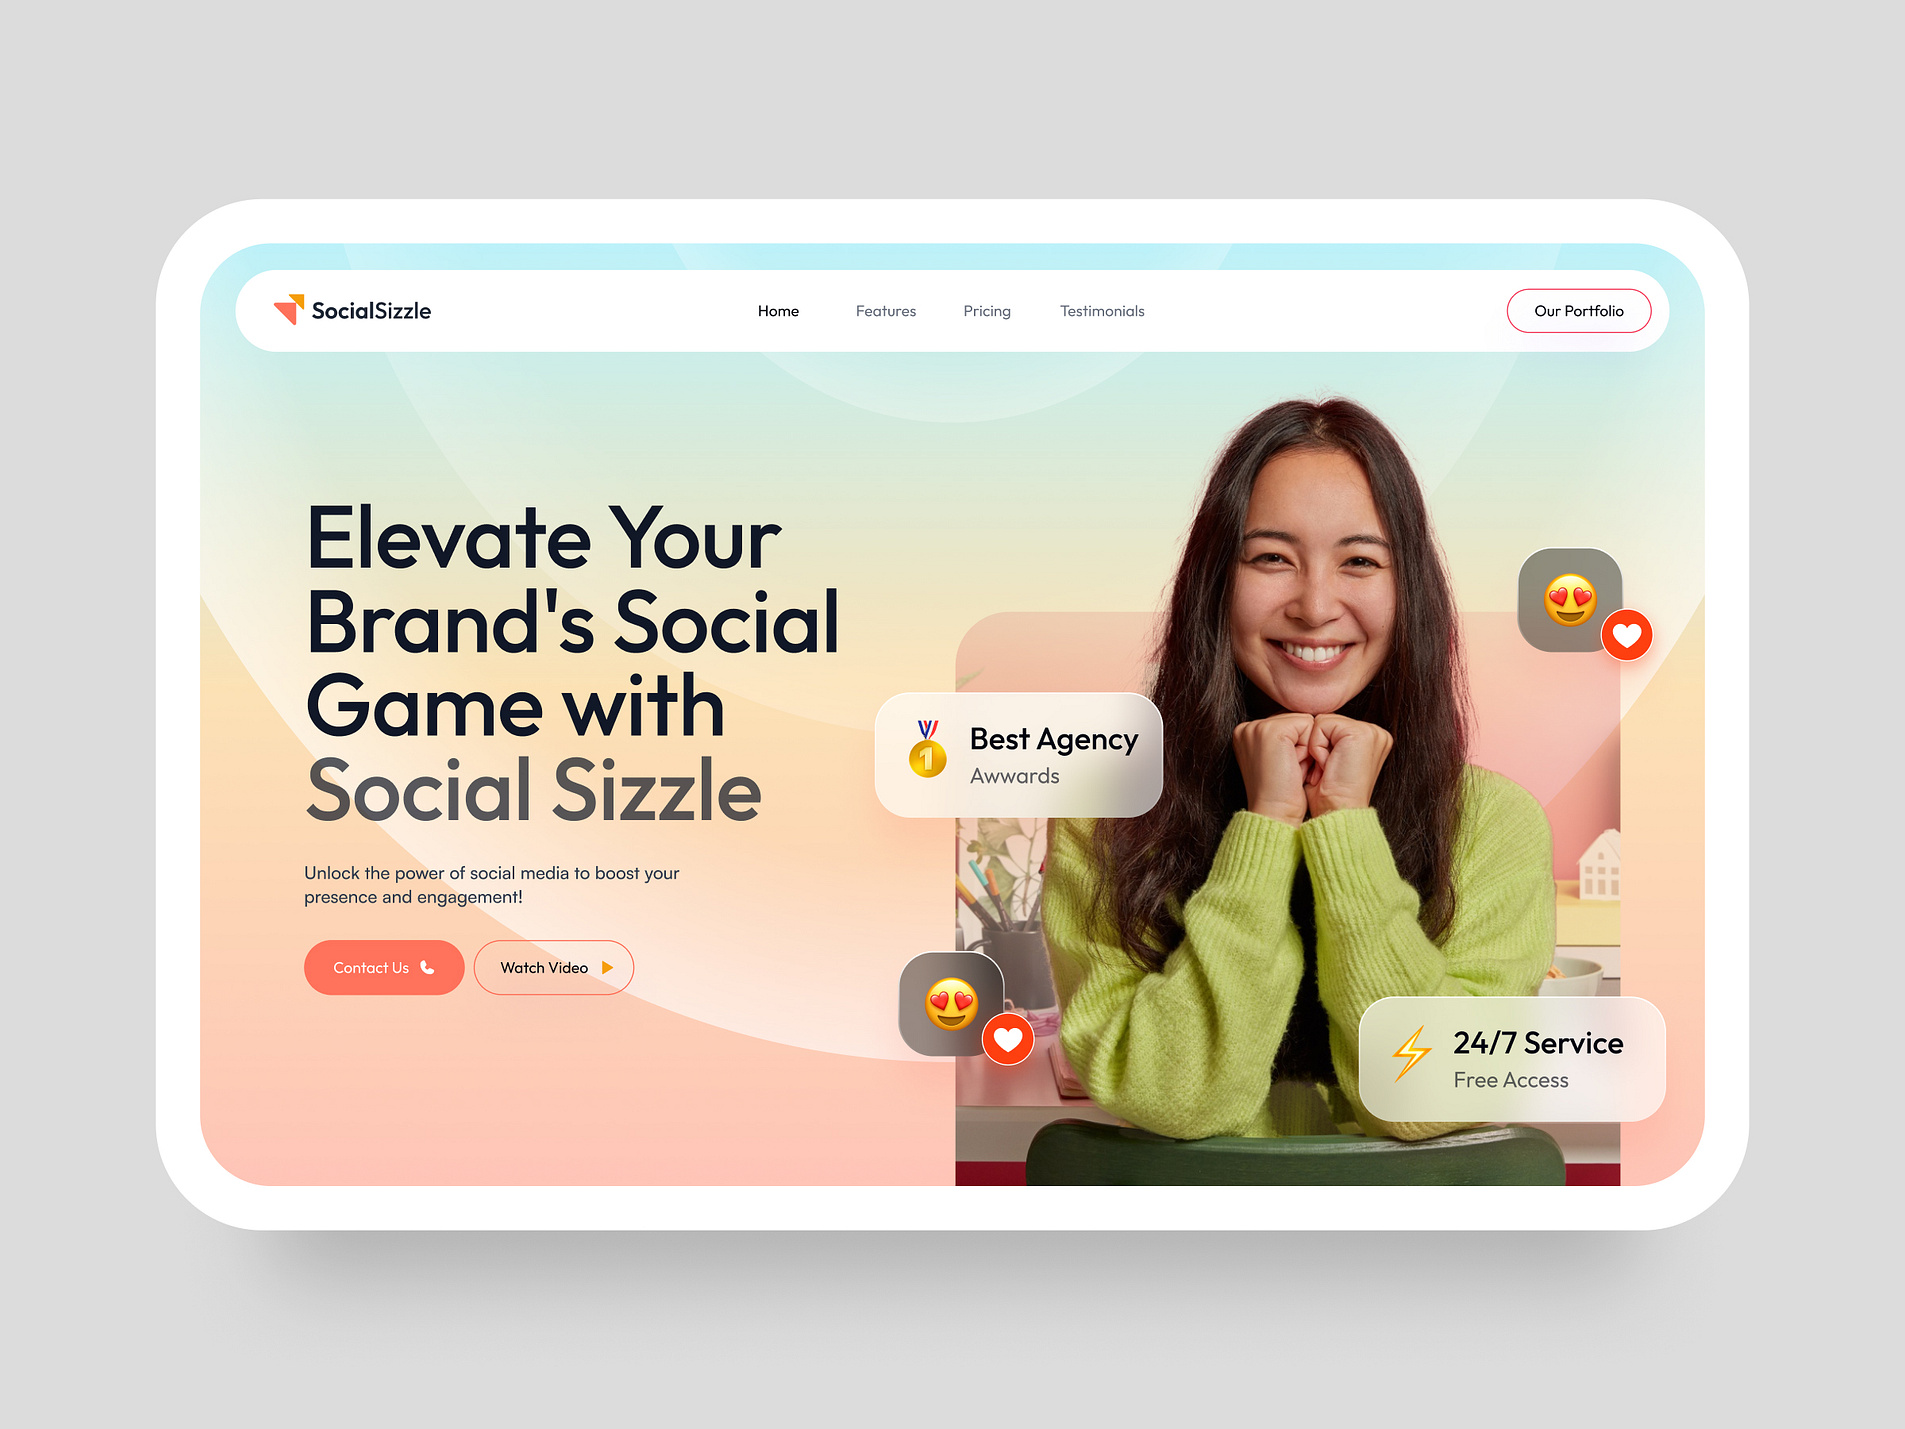 SocialSizzle
Home
Features
Pricing
Testimonials
Our Portfolio
Elevate Your
Brand's Social
Game with
Social Sizzle
Unlock the power of social media to boost your
presence and engagement!
Contact Us
Watch Video
1
Best Agency
Awwards
24/7 Service
Free Access